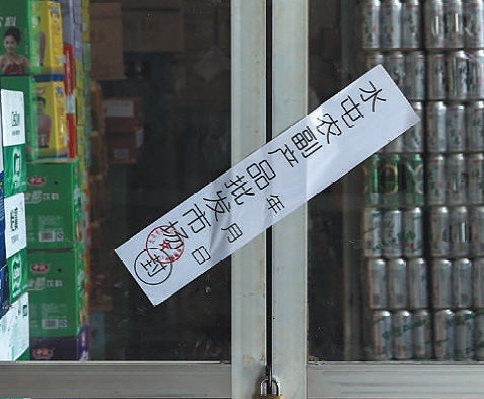 水屯农副产品批发市场
年 月 日
封